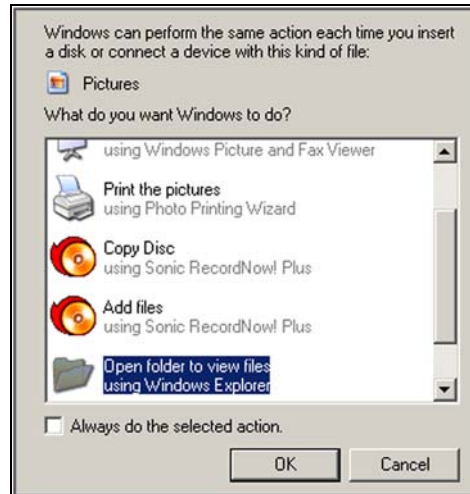 Windows can perform the same action each time you insert
a disk or connect a device with this kind of file:
Pictures
What do you want Windows to do?
using Windows Picture and Fax Viewer
Print the pictures
using Photo Printing Wizard
Copy Disc
using Sonic RecordNow! Plus
Add files
using Sonic RecordNow! Plus
Open folder to view files
using Windows Explorer
Always do the selected action.
OK
Cancel